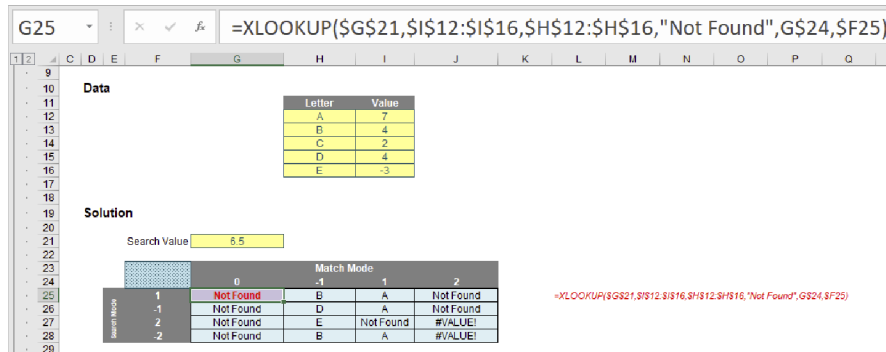 G25 fx =XLOOKUP($G$21,$I$12:$I$16,$H$12:$H$16,"Not Found",G$24,$F25)
1 2 C D E F G H I J K L M N O P Q
9
10 Data
11 Letter Value
12 A 7
13 B 4
14 C 2
15 D 4
16 E -3
17
18
19 Solution
20
21 Search Value 6.5
22
23 Match Mode
24 0 -1 1 2
25 1 Not Found B A Not Found =XLOOKUP($G$21,$I$12:$I$16,$H$12:$H$16,"Not Found",G$24,$F25)
26 -1 Not Found D A Not Found
27 2 Not Found E Not Found #VALUE!
28 -2 Not Found B A #VALUE!
29
Search Mode